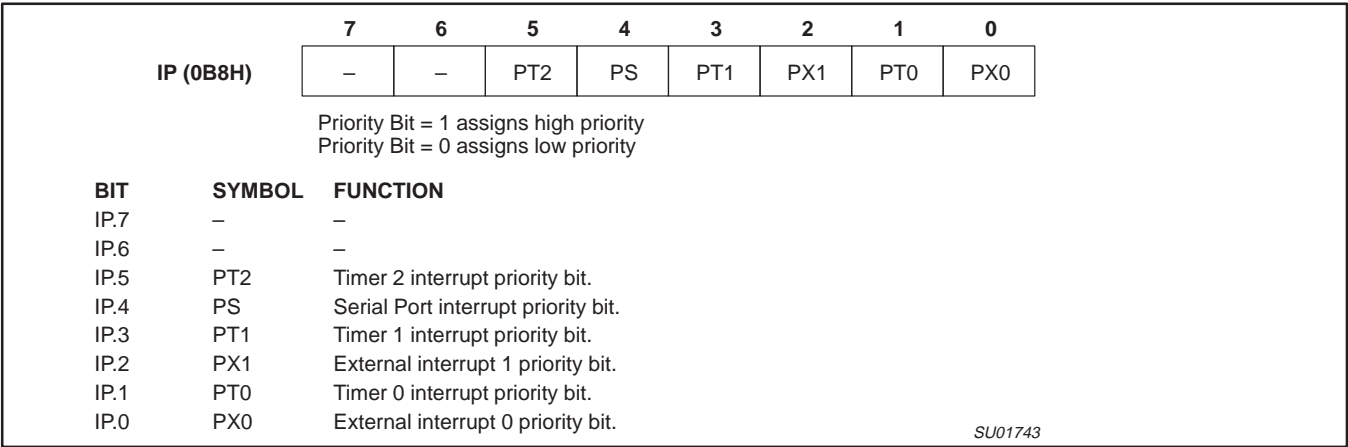 7 6 5 4 3 2 1 0
IP (0B8H) – – PT2 PS PT1 PX1 PT0 PX0
Priority Bit = 1 assigns high priority
Priority Bit = 0 assigns low priority
BIT SYMBOL FUNCTION
IP.7 – –
IP.6 – –
IP.5 PT2 Timer 2 interrupt priority bit.
IP.4 PS Serial Port interrupt priority bit.
IP.3 PT1 Timer 1 interrupt priority bit.
IP.2 PX1 External interrupt 1 priority bit.
IP.1 PT0 Timer 0 interrupt priority bit.
IP.0 PX0 External interrupt 0 priority bit.
SU01743